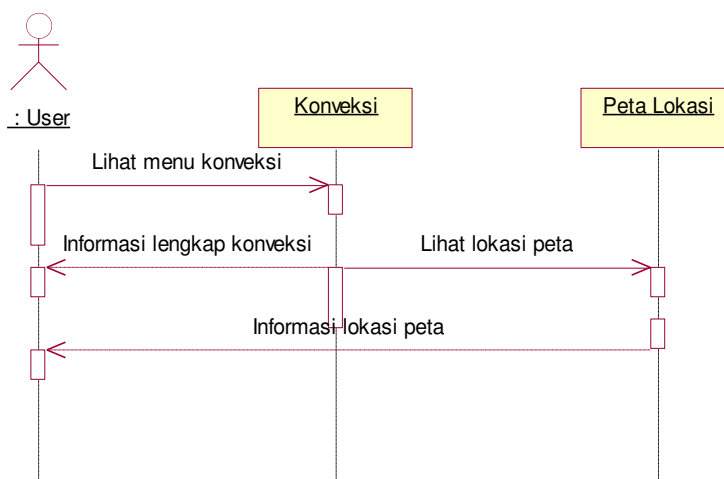 : User
Konveksi
Peta Lokasi
Lihat menu konveksi
Informasi lengkap konveksi
Lihat lokasi peta
Informasi lokasi peta